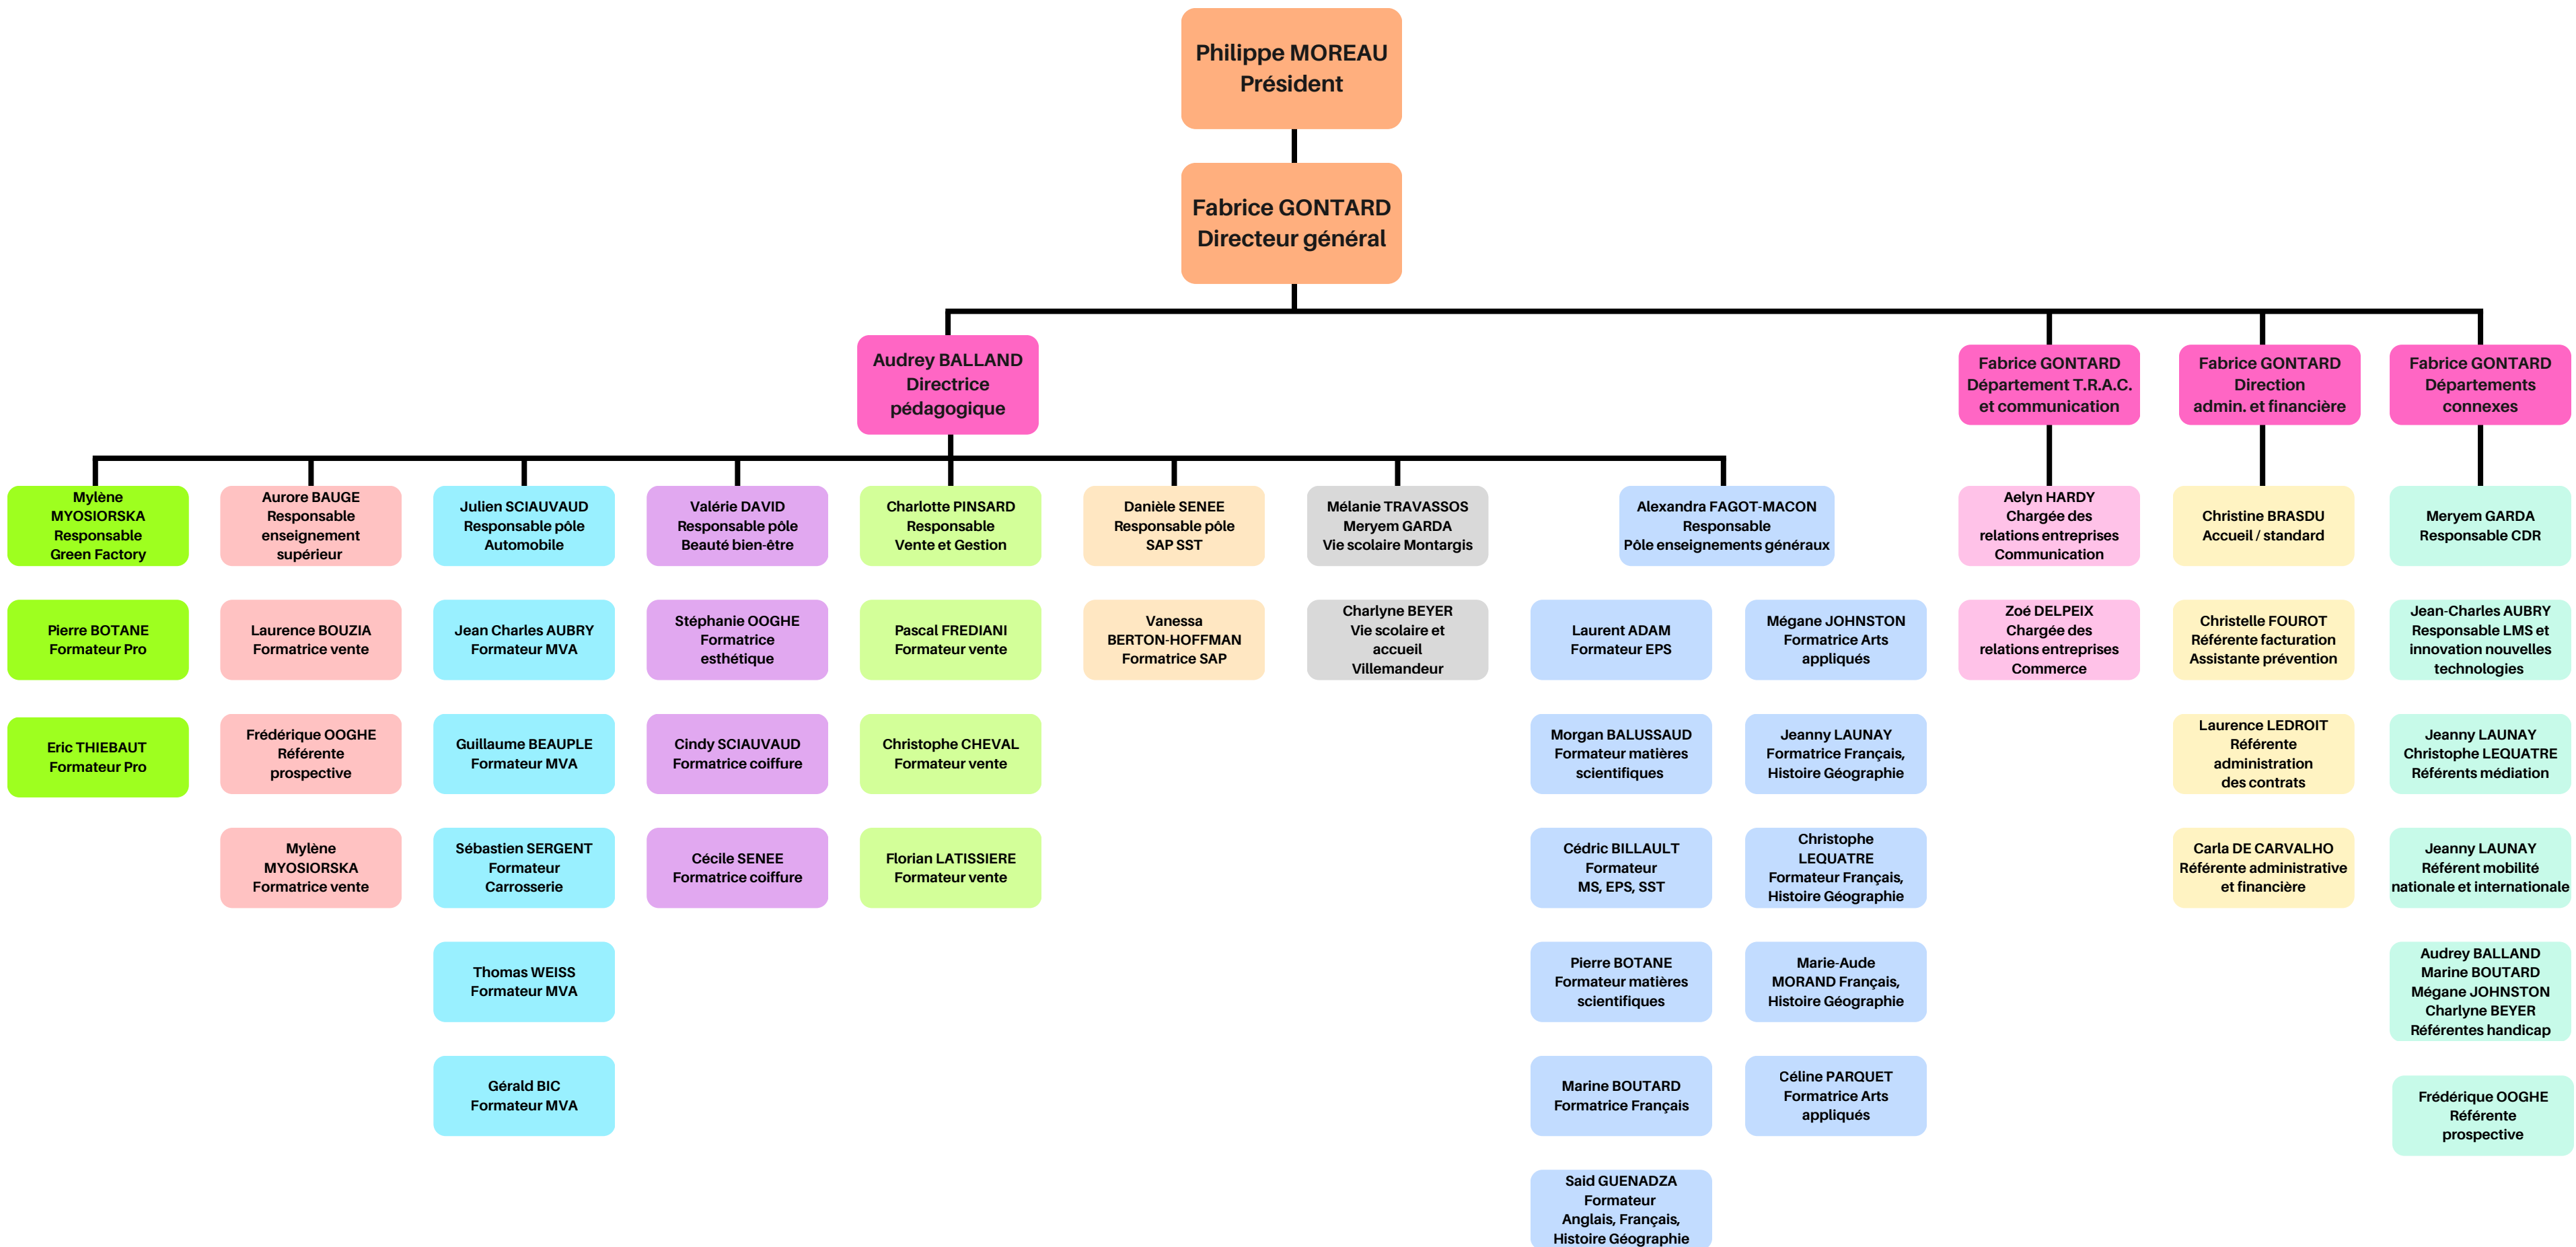 Philippe MOREAU
Président
Fabrice GONTARD
Directeur général
Audrey BALLAND
Directrice
pédagogique
Fabrice GONTARD
Département T.R.A.C.
et communication
Fabrice GONTARD
Direction
admin. et financière
Fabrice GONTARD
Départements
connexes
Mylène
MYOSIORSKA
Responsable
Green Factory
Pierre BOTANE
Formateur Pro
Eric THIEBAUT
Formateur Pro
Aurore BAUGE
Responsable
enseignement
supérieur
Laurence BOUZIA
Formatrice vente
Frédérique OOGHE
Référente
prospective
Mylène
MYOSIORSKA
Formatrice vente
Julien SCIAUVAUD
Responsable pôle
Automobile
Jean Charles AUBRY
Formateur MVA
Guillaume BEAUPLE
Formateur MVA
Sébastien SERGENT
Formateur
Carrosserie
Thomas WEISS
Formateur MVA
Gérald BIC
Formateur MVA
Valérie DAVID
Responsable pôle
Beauté bien-être
Stéphanie OOGHE
Formatrice
esthétique
Cindy SCIAUVAUD
Formatrice coiffure
Cécile SENEE
Formatrice coiffure
Charlotte PINSARD
Responsable
Vente et Gestion
Pascal FREDIANI
Formateur vente
Christophe CHEVAL
Formateur vente
Florian LATISSIERE
Formateur vente
Danièle SENEE
Responsable pôle
SAP SST
Vanessa
BERTON-HOFFMAN
Formatrice SAP
Mélanie TRAVASSOS
Meryem GARDA
Vie scolaire Montargis
Charlyne BEYER
Vie scolaire et
accueil
Villemandeur
Alexandra FAGOT-MACON
Responsable
Pôle enseignements généraux
Laurent ADAM
Formateur EPS
Morgan BALUSSAUD
Formateur matières
scientifiques
Cédric BILLAULT
Formateur
MS, EPS, SST
Pierre BOTANE
Formateur matières
scientifiques
Marine BOUTARD
Formatrice Français
Said GUENADZA
Formateur
Anglais, Français,
Histoire Géographie
Mégane JOHNSTON
Formatrice Arts
appliqués
Jeanny LAUNAY
Formatrice Français,
Histoire Géographie
Christophe
LEQUATRE
Formateur Français,
Histoire Géographie
Marie-Aude
MORAND Français,
Histoire Géographie
Céline PARQUET
Formatrice Arts
appliqués
Aelyn HARDY
Chargée des
relations entreprises
Communication
Zoé DELPEIX
Chargée des
relations entreprises
Commerce
Christine BRASDU
Accueil / standard
Christelle FOUROT
Référente facturation
Assistante prévention
Laurence LEDROIT
Référente
administration
des contrats
Carla DE CARVALHO
Référente administrative
et financière
Meryem GARDA
Responsable CDR
Jean-Charles AUBRY
Responsable LMS et
innovation nouvelles
technologies
Jeanny LAUNAY
Christophe LEQUATRE
Référents médiation
Jeanny LAUNAY
Référent mobilité
nationale et internationale
Audrey BALLAND
Marine BOUTARD
Mégane JOHNSTON
Charlyne BEYER
Référentes handicap
Frédérique OOGHE
Référente
prospective